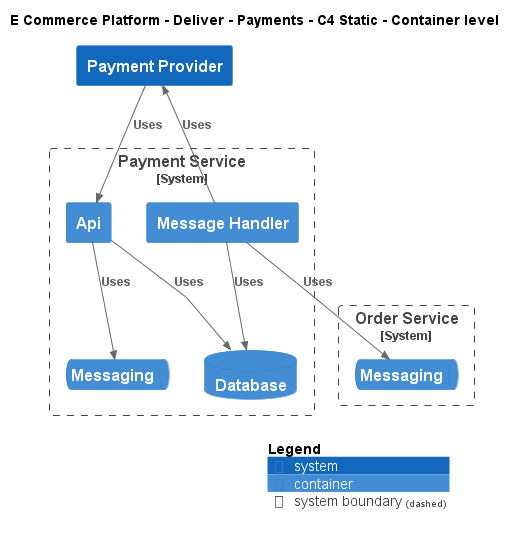 E Commerce Platform - Deliver - Payments - C4 Static - Container level
Payment Provider
Uses
Uses
Payment Service
[System]
Api
Message Handler
Uses
Uses
Uses
Uses
Order Service
[System]
Messaging
Database
Messaging
Legend
system
container
system boundary (dashed)